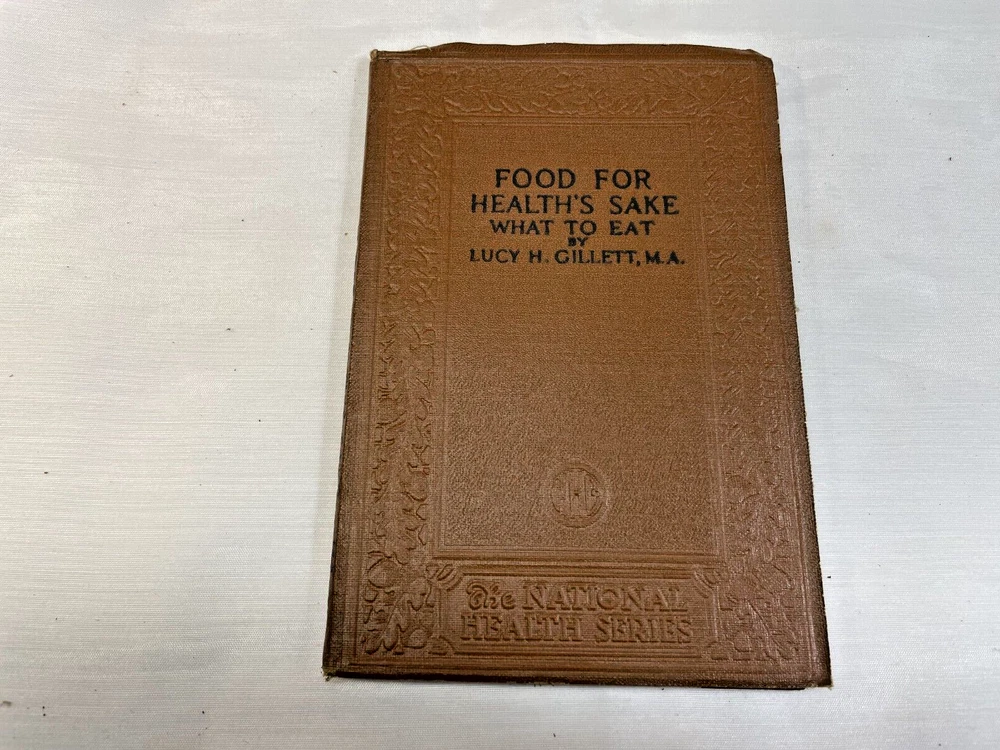 FOOD FOR
HEALTH'S SAKE
WHAT TO EAT
BY
LUCY H. GILLETT, M.A.
The NATIONAL
HEALTH SERIES